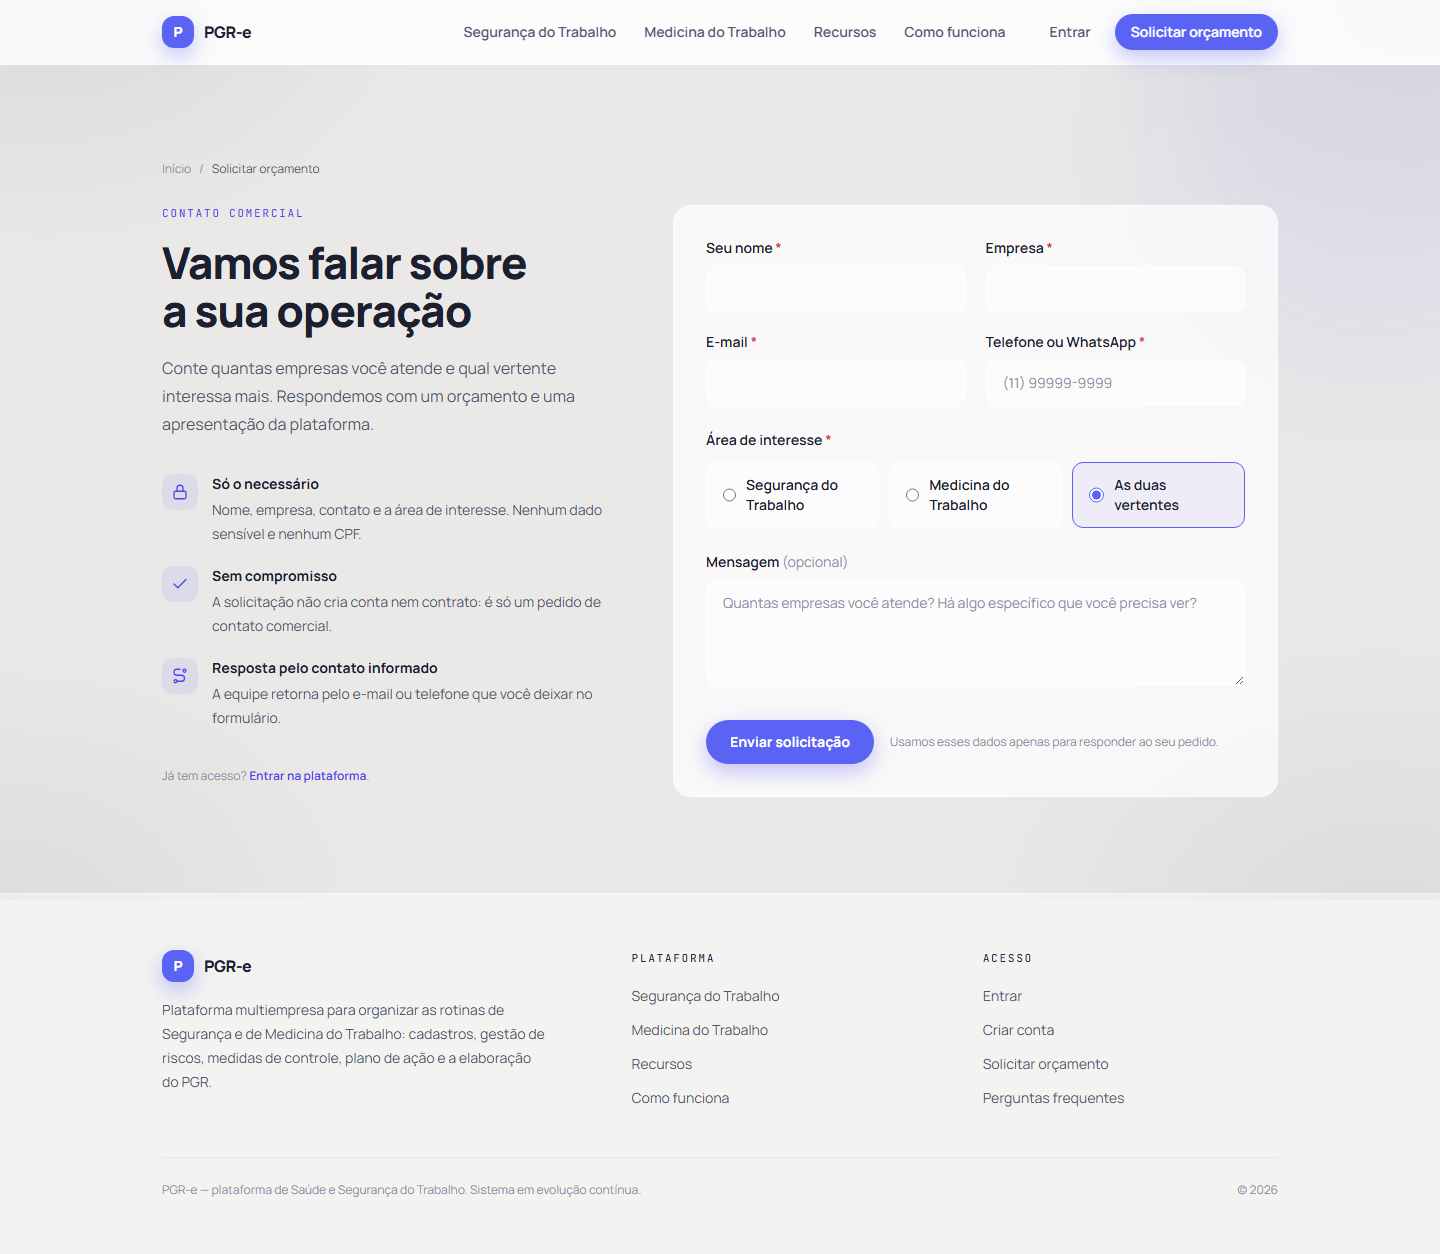 P PGR-e
Segurança do Trabalho
Medicina do Trabalho
Recursos
Como funciona
Entrar
Solicitar orçamento
Início / Solicitar orçamento
CONTATO COMERCIAL
Vamos falar sobre
a sua operação
Conte quantas empresas você atende e qual vertente
interessa mais. Respondemos com um orçamento e uma
apresentação da plataforma.
Só o necessário
Nome, empresa, contato e a área de interesse. Nenhum dado
sensível e nenhum CPF.
Sem compromisso
A solicitação não cria conta nem contrato: é só um pedido de
contato comercial.
Resposta pelo contato informado
A equipe retorna pelo e-mail ou telefone que você deixar no
formulário.
Já tem acesso? Entrar na plataforma.
Seu nome *
Empresa *
E-mail *
Telefone ou WhatsApp *
(11) 99999-9999
Área de interesse *
Segurança do
Trabalho
Medicina do
Trabalho
As duas
vertentes
Mensagem (opcional)
Quantas empresas você atende? Há algo específico que você precisa ver?
Enviar solicitação
Usamos esses dados apenas para responder ao seu pedido.
P PGR-e
Plataforma multiempresa para organizar as rotinas de
Segurança e de Medicina do Trabalho: cadastros, gestão de
riscos, medidas de controle, plano de ação e a elaboração
do PGR.
PLATAFORMA
Segurança do Trabalho
Medicina do Trabalho
Recursos
Como funciona
ACESSO
Entrar
Criar conta
Solicitar orçamento
Perguntas frequentes
PGR-e — plataforma de Saúde e Segurança do Trabalho. Sistema em evolução contínua.
© 2026